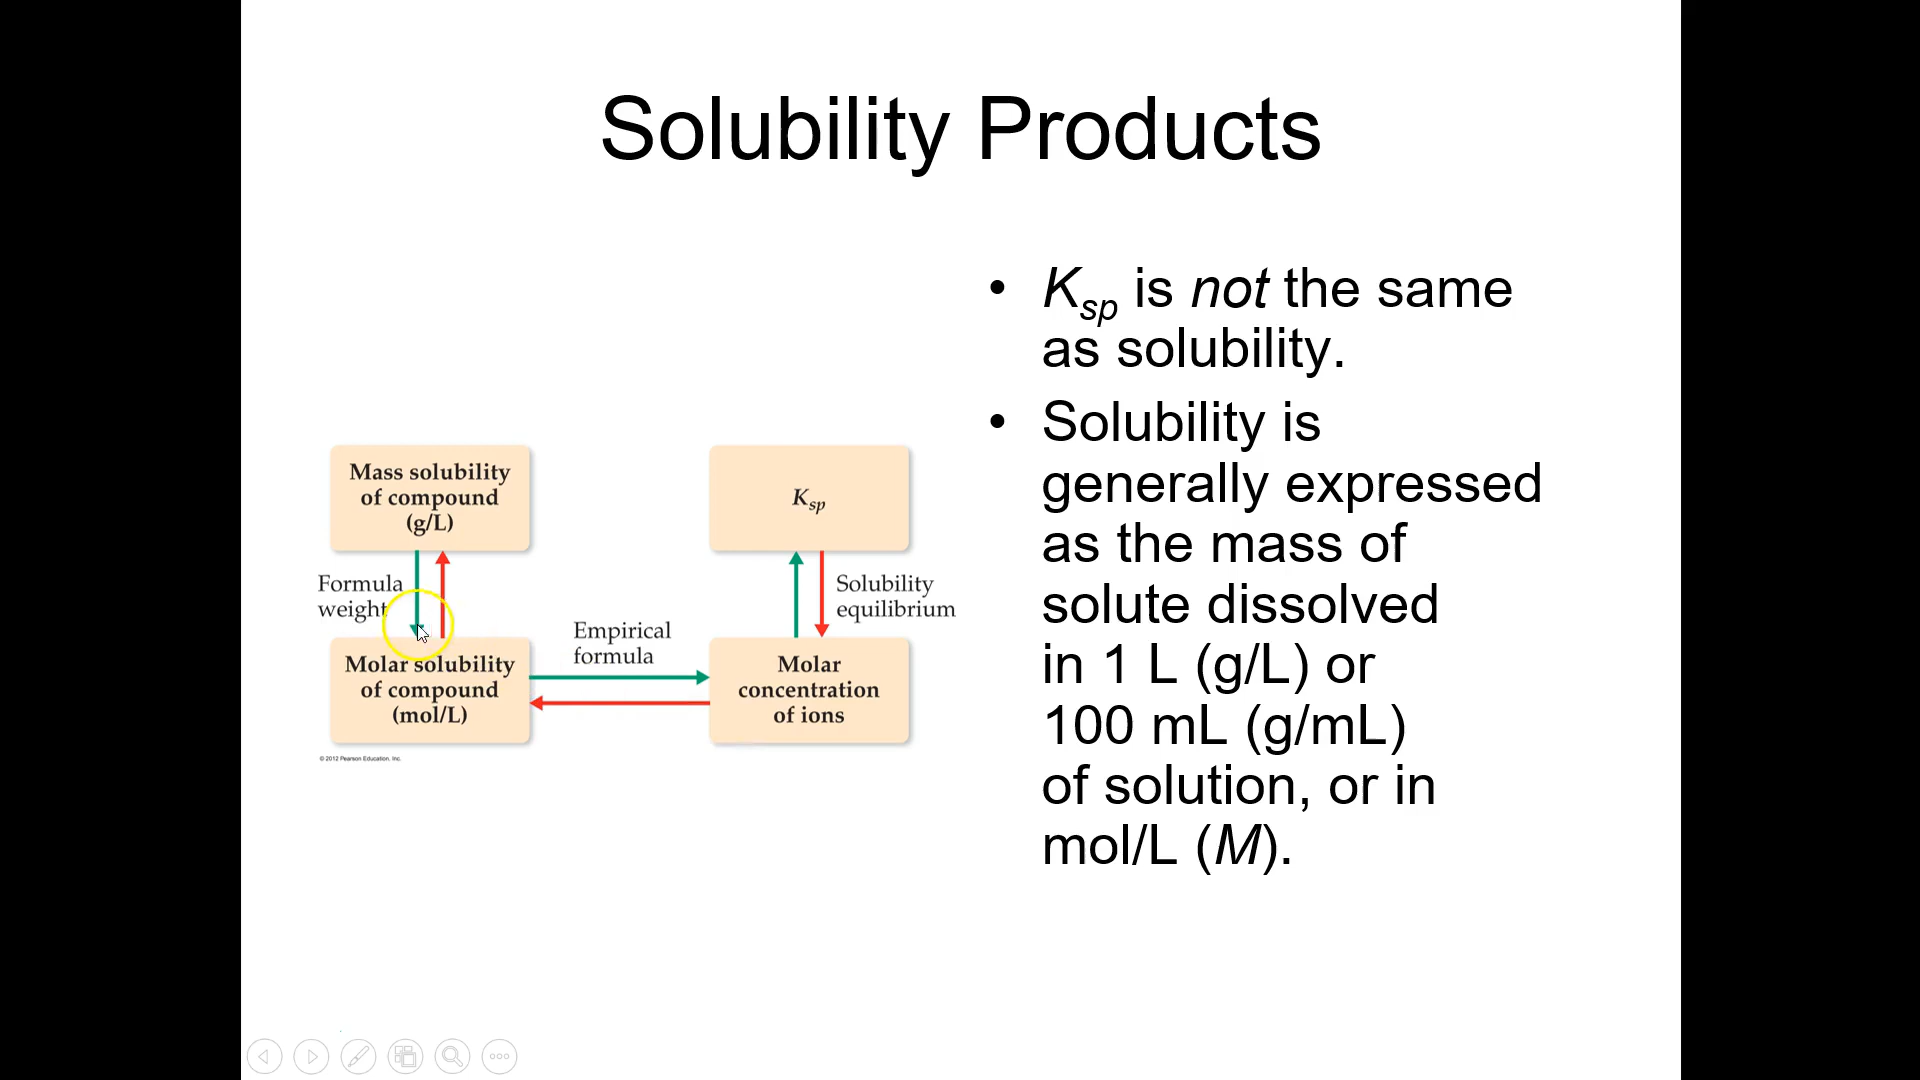 Solubility Products
• Ksp is not the same
as solubility.
• Solubility is
generally expressed
as the mass of
solute dissolved
in 1 L (g/L) or
100 mL (g/mL)
of solution, or in
mol/L (M).
Mass solubility
of compound
(g/L)
Ksp
Formula
weight
Solubility
equilibrium
Empirical
formula
Molar solubility
of compound
(mol/L)
Molar
concentration
of ions
© 2012 Pearson Education, Inc.